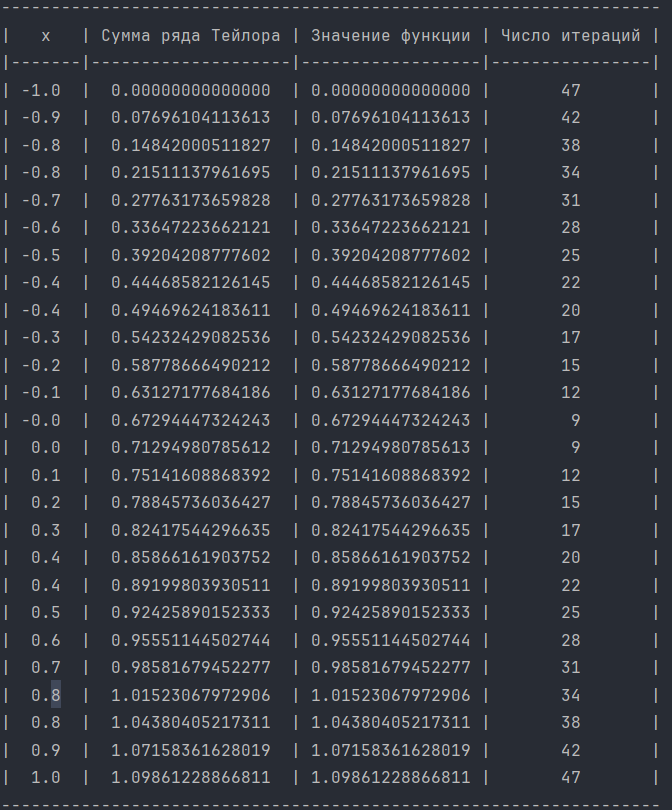 | x | Сумма ряда Тейлора | Значение функции | Число итераций |
|-------|--------------------|------------------|----------------|
| -1.0 | 0.00000000000000 | 0.00000000000000 | 47 |
| -0.9 | 0.07696104113613 | 0.07696104113613 | 42 |
| -0.8 | 0.14842000511827 | 0.14842000511827 | 38 |
| -0.8 | 0.21511137961695 | 0.21511137961695 | 34 |
| -0.7 | 0.27763173659828 | 0.27763173659828 | 31 |
| -0.6 | 0.33647223662121 | 0.33647223662121 | 28 |
| -0.5 | 0.39204208777602 | 0.39204208777602 | 25 |
| -0.4 | 0.44468582126145 | 0.44468582126145 | 22 |
| -0.4 | 0.49469624183611 | 0.49469624183611 | 20 |
| -0.3 | 0.54232429082536 | 0.54232429082536 | 17 |
| -0.2 | 0.58778666490212 | 0.58778666490212 | 15 |
| -0.1 | 0.63127177684186 | 0.63127177684186 | 12 |
| -0.0 | 0.67294447324243 | 0.67294447324243 | 9 |
| 0.0 | 0.71294980785612 | 0.71294980785613 | 9 |
| 0.1 | 0.75141608868392 | 0.75141608868392 | 12 |
| 0.2 | 0.78845736036427 | 0.78845736036427 | 15 |
| 0.3 | 0.82417544296635 | 0.82417544296635 | 17 |
| 0.4 | 0.85866161903752 | 0.85866161903752 | 20 |
| 0.4 | 0.89199803930511 | 0.89199803930511 | 22 |
| 0.5 | 0.92425890152333 | 0.92425890152333 | 25 |
| 0.6 | 0.95551144502744 | 0.95551144502744 | 28 |
| 0.7 | 0.98581679452277 | 0.98581679452277 | 31 |
| 0.8 | 1.01523067972906 | 1.01523067972906 | 34 |
| 0.8 | 1.04380405217311 | 1.04380405217311 | 38 |
| 0.9 | 1.07158361628019 | 1.07158361628019 | 42 |
| 1.0 | 1.09861228866811 | 1.09861228866811 | 47 |